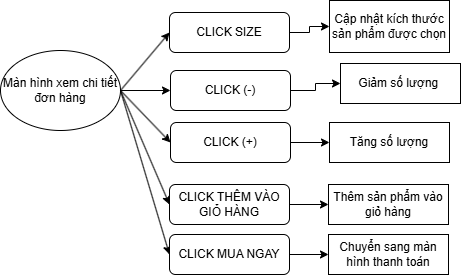 Màn hình xem chi tiết
đơn hàng
CLICK SIZE
Cập nhật kích thước
sản phẩm được chọn
CLICK (-)
Giảm số lượng
CLICK (+)
Tăng số lượng
CLICK THÊM VÀO
GIỎ HÀNG
Thêm sản phẩm vào
giỏ hàng
CLICK MUA NGAY
Chuyển sang màn
hình thanh toán